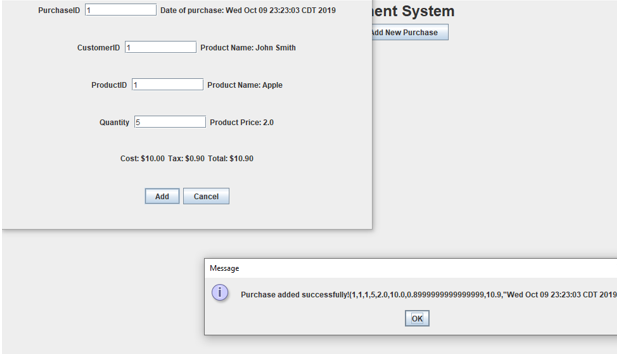 PurchaseID 1 Date of purchase: Wed Oct 09 23:23:03 CDT 2019
ent System
Add New Purchase
CustomerID 1 Product Name: John Smith
ProductID 1 Product Name: Apple
Quantity 5 Product Price: 2.0
Cost: $10.00 Tax: $0.90 Total: $10.90
Add Cancel
Message
Purchase added successfully!(1,1,1,5,2.0,10.0,0.8999999999999999,10.9,"Wed Oct 09 23:23:03 CDT 2019
OK